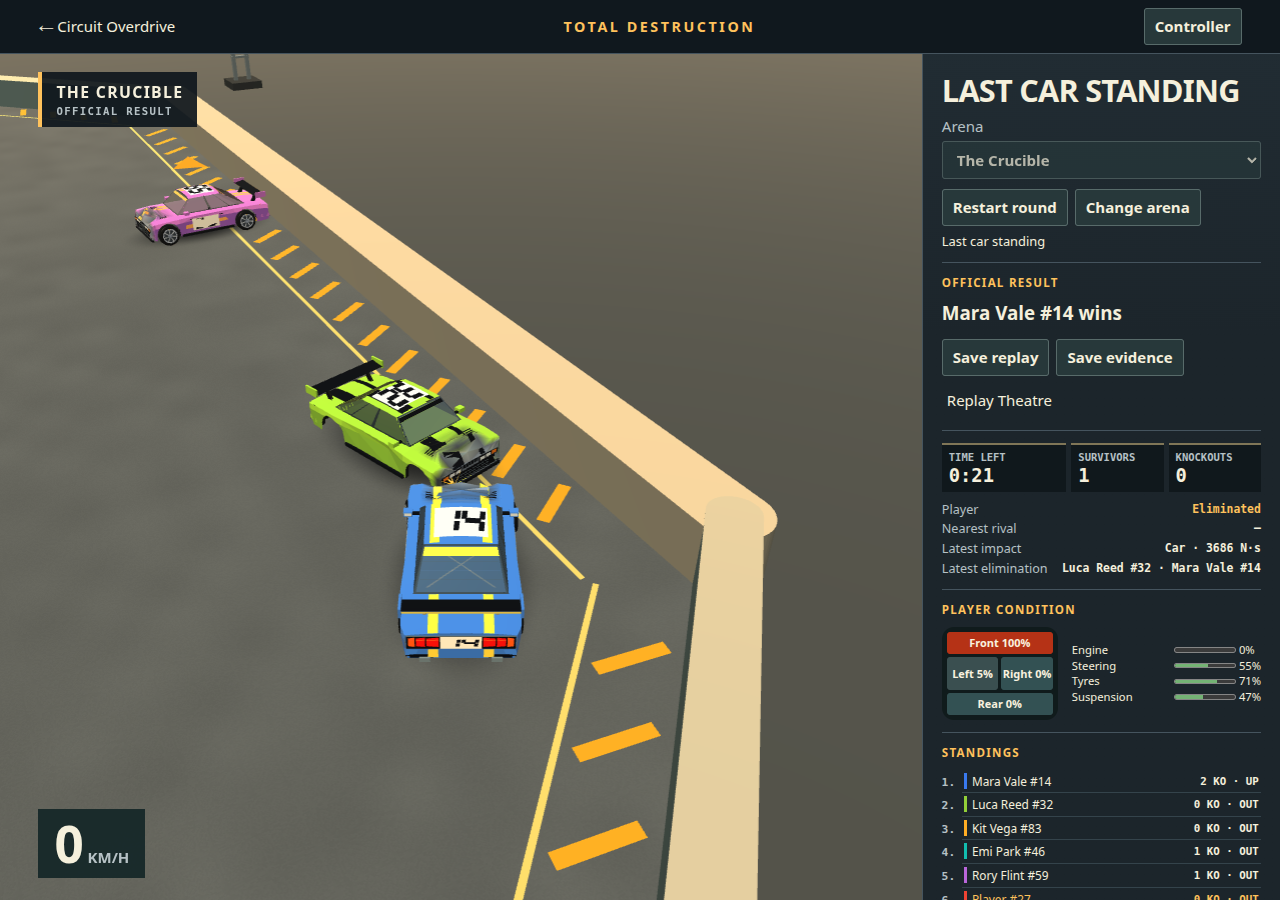 ← Circuit Overdrive
TOTAL DESTRUCTION
Controller
THE CRUCIBLE
OFFICIAL RESULT
14
14
0 KM/H
LAST CAR STANDING
Arena
The Crucible
Restart round
Change arena
Last car standing
OFFICIAL RESULT
Mara Vale #14 wins
Save replay
Save evidence
Replay Theatre
TIME LEFT
0:21
SURVIVORS
1
KNOCKOUTS
0
Player Eliminated
Nearest rival –
Latest impact Car · 3686 N·s
Latest elimination Luca Reed #32 · Mara Vale #14
PLAYER CONDITION
Front 100%
Left 5%
Right 0%
Rear 0%
Engine 0%
Steering 55%
Tyres 71%
Suspension 47%
STANDINGS
1. Mara Vale #14 2 KO · UP
2. Luca Reed #32 0 KO · OUT
3. Kit Vega #83 0 KO · OUT
4. Emi Park #46 1 KO · OUT
5. Rory Flint #59 1 KO · OUT
6. Player #27 0 KO · OUT